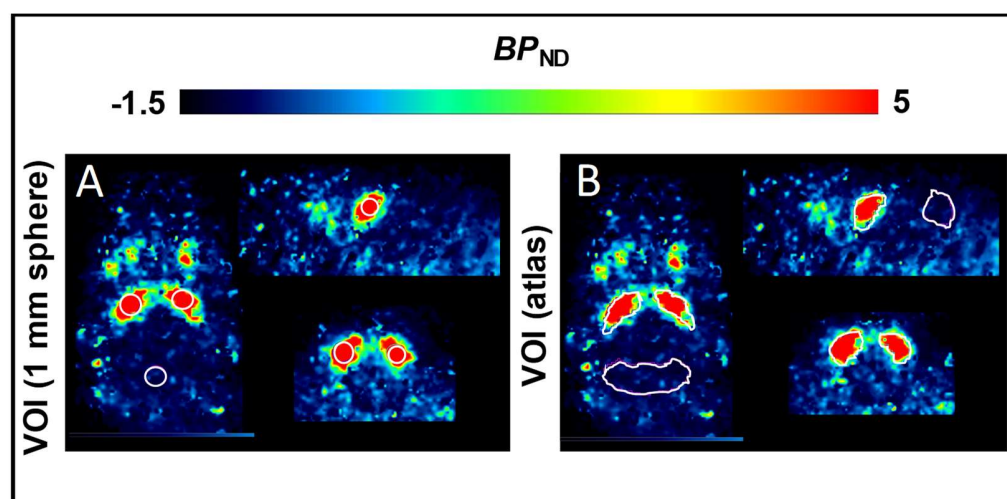 BPND
-1.5 5
VOI (1 mm sphere)
A
VOI (atlas)
B